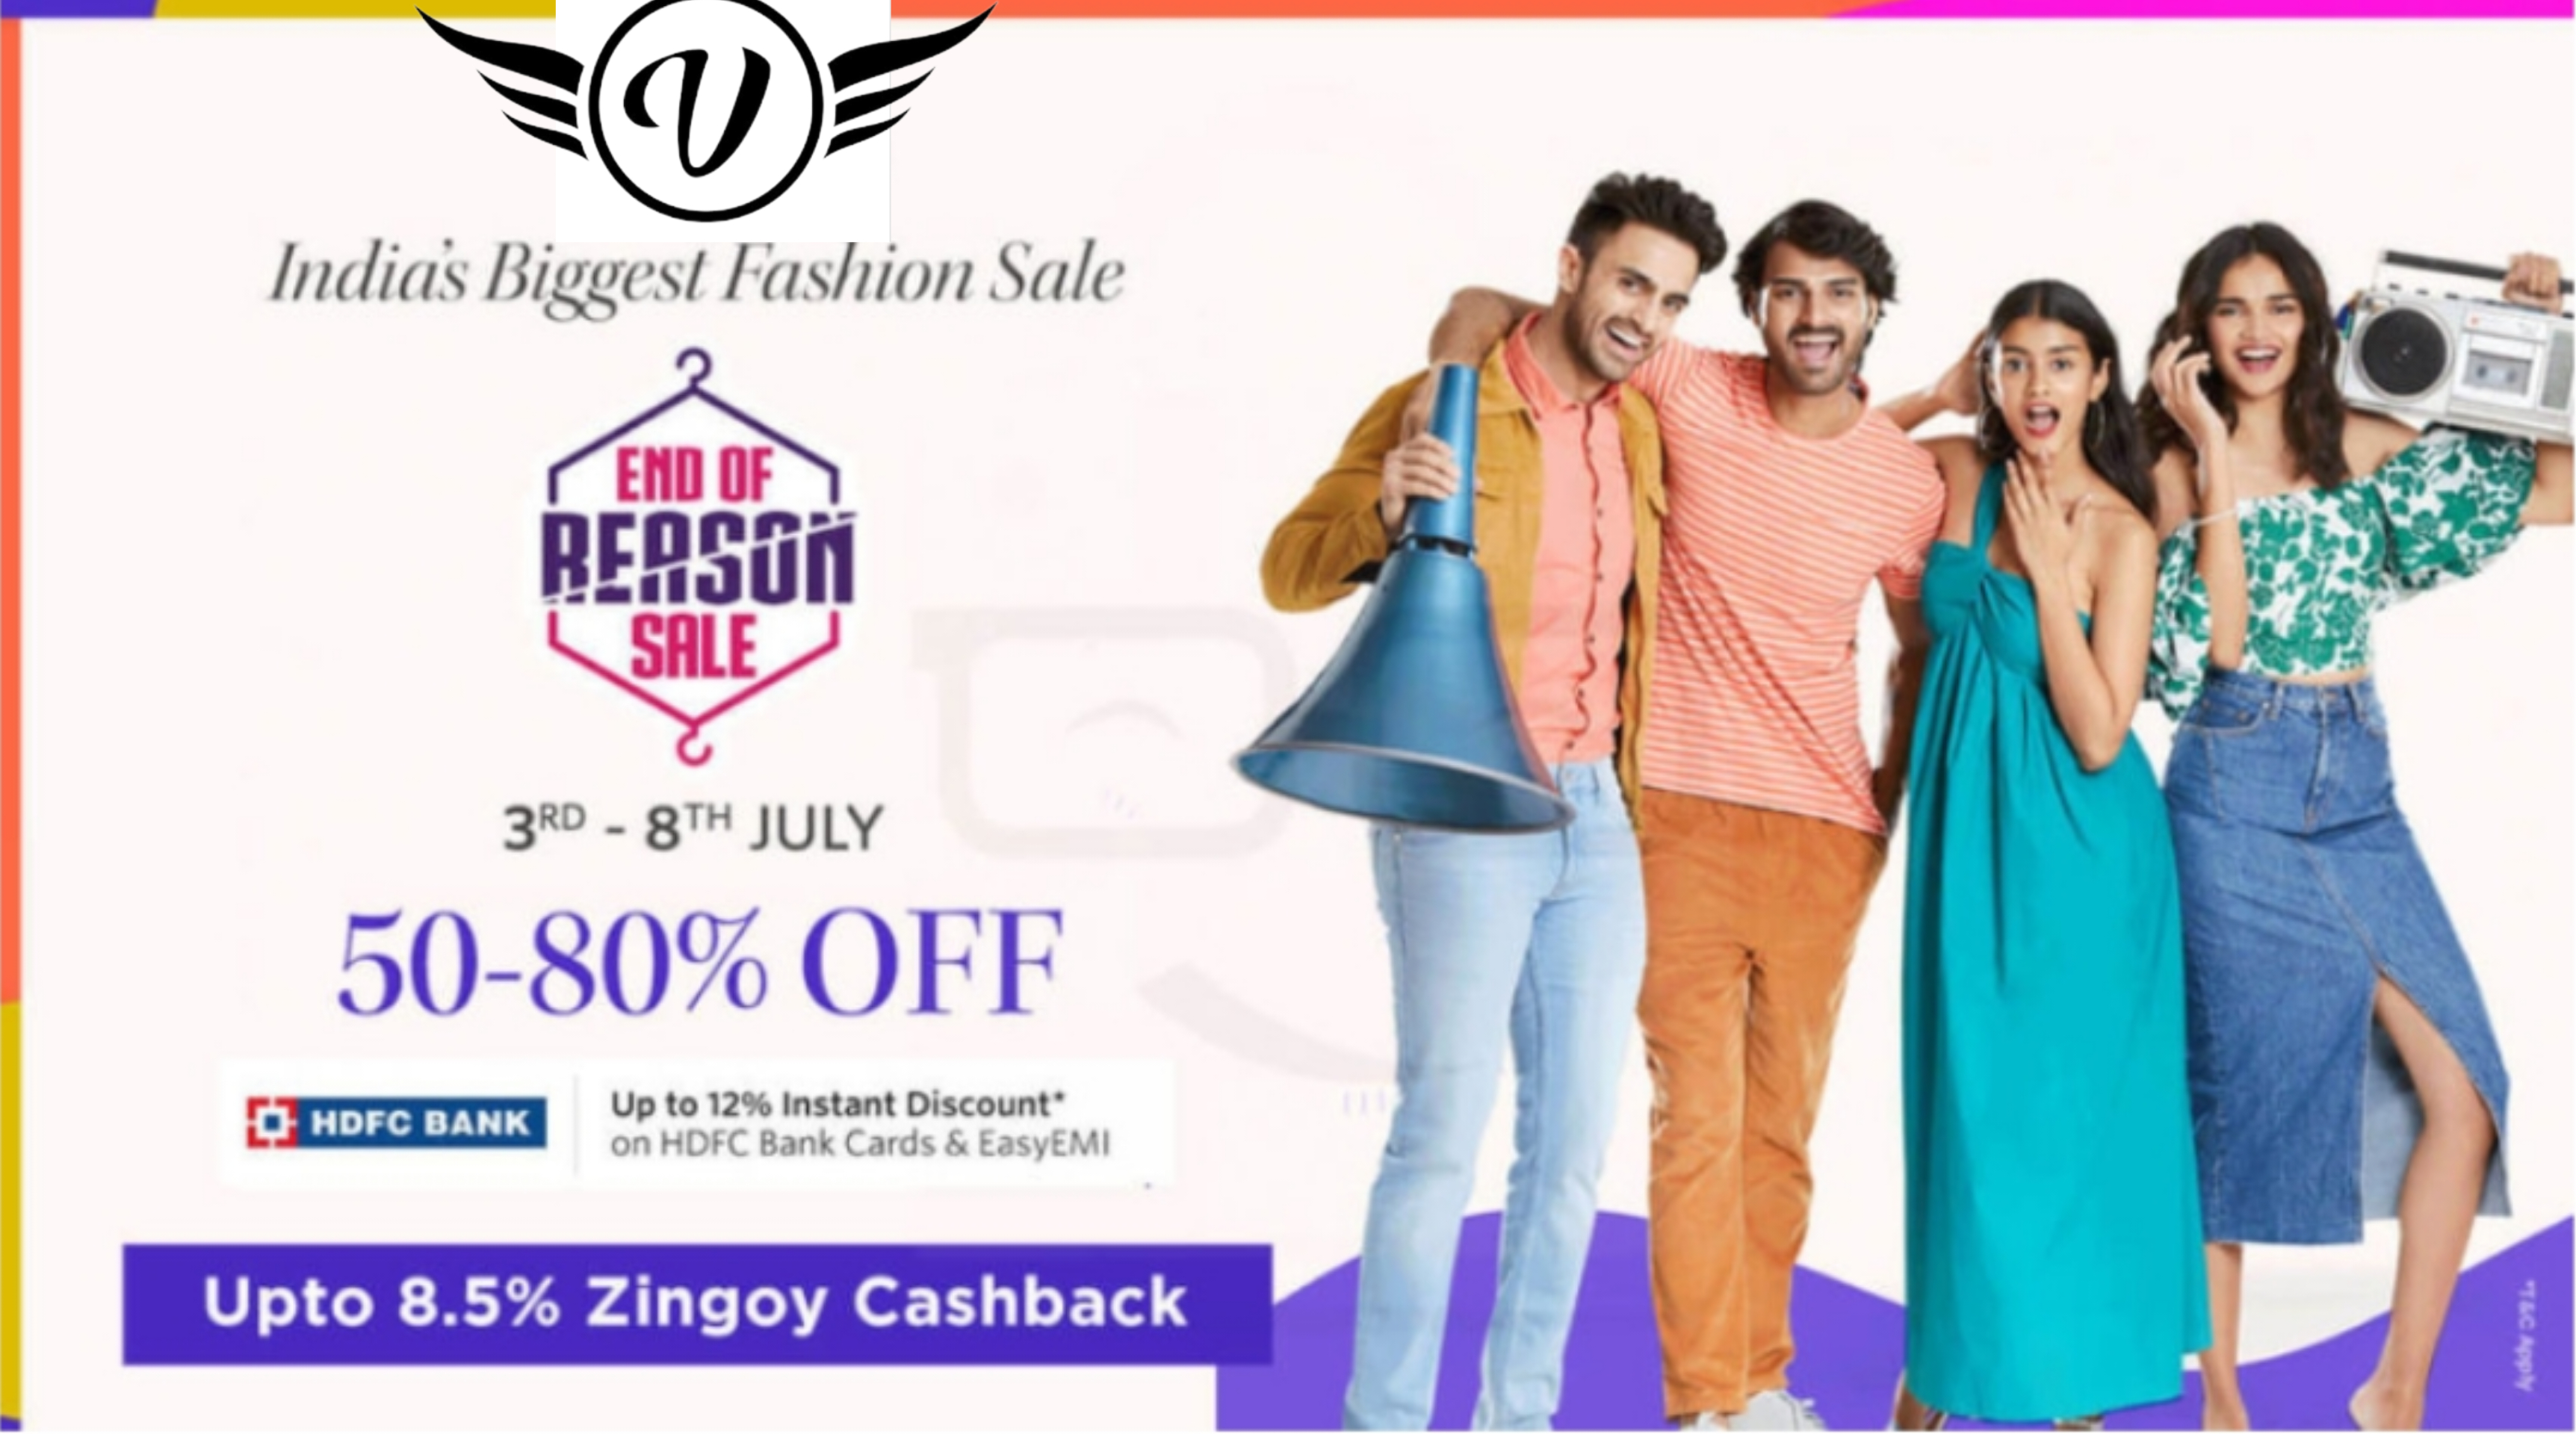 V
India's Biggest Fashion Sale
END OF
REASON
SALE
3RD - 8TH JULY
50-80% OFF
HDFC BANK
Up to 12% Instant Discount*
on HDFC Bank Cards & EasyEMI
Upto 8.5% Zingoy Cashback
*T&C Apply